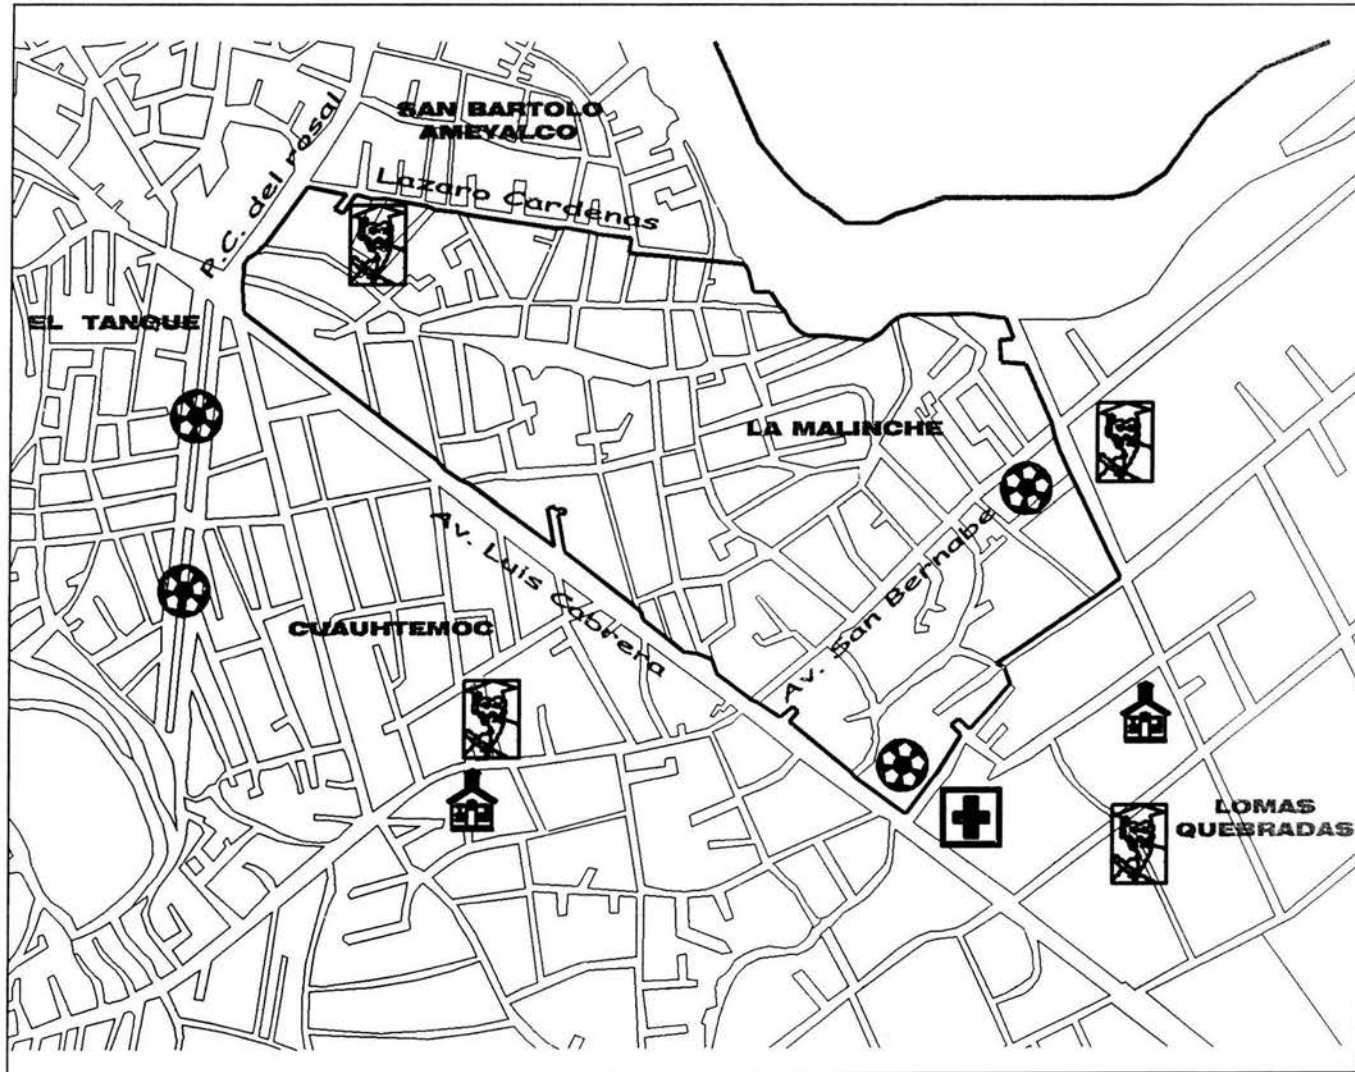 SAN BARTOLO
AMEYALCO
P.C. del rosal
Lazaro Cardenas
EL TANQUE
LA MALINCHE
Av. Luis Cabrera
Av. San Bernabe
CUAUHTEMOC
LOMAS
QUEBRADAS